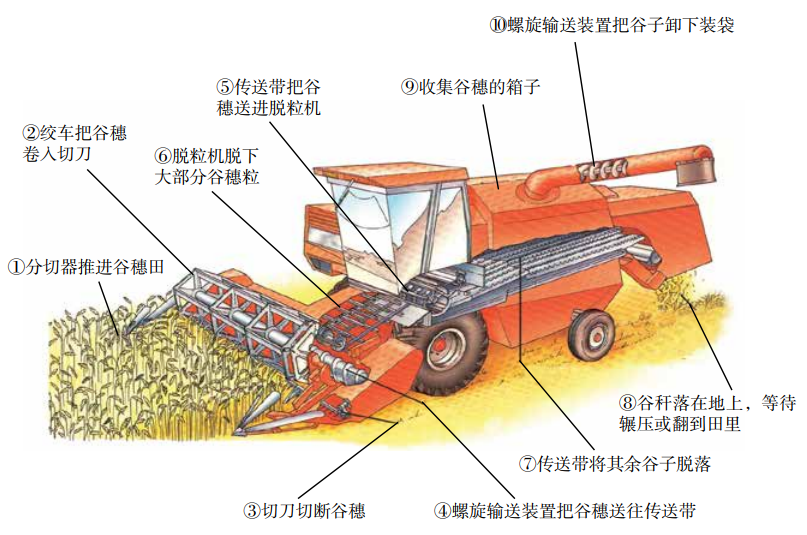 ⑩螺旋输送装置把谷子卸下装袋
⑤传送带把谷
穗送进脱粒机
⑨收集谷穗的箱子
②绞车把谷穗
卷入切刀
⑥脱粒机脱下
大部分谷穗粒
①分切器推进谷穗田
⑧谷秆落在地上，等待
辗压或翻到田里
⑦传送带将其余谷子脱落
③切刀切断谷穗
④螺旋输送装置把谷穗送往传送带